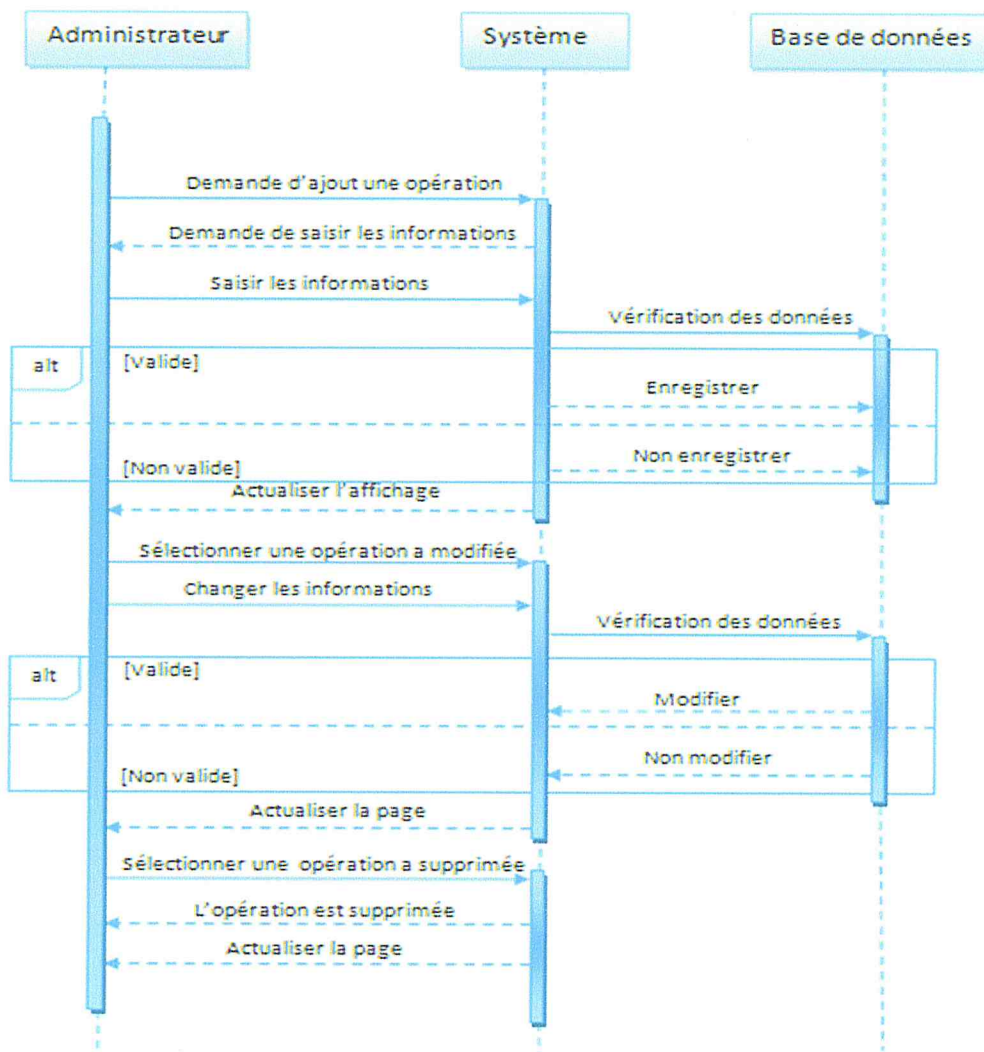 Administrateur
Système
Base de données
Demande d'ajout une opération
Demande de saisir les informations
Saisir les informations
Vérification des données
alt
[Valide]
Enregistrer
Non enregistrer
[Non valide]
Actualiser l'affichage
Sélectionner une opération a modifiée
Changer les informations
Vérification des données
alt
[Valide]
Modifier
Non modifier
[Non valide]
Actualiser la page
Sélectionner une opération a supprimée
L'opération est supprimée
Actualiser la page